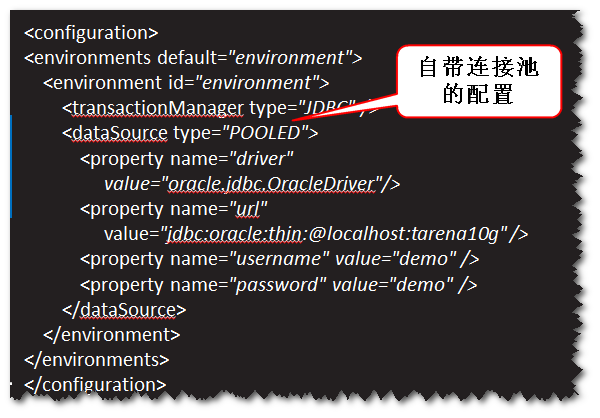 <configuration>
<environments default="environment">
<environment id="environment">
<transactionManager type="JDBC" />
<dataSource type="POOLED">
<property name="driver"
value="oracle.jdbc.OracleDriver"/>
<property name="url"
value="jdbc:oracle:thin:@localhost:tarena10g" />
<property name="username" value="demo" />
<property name="password" value="demo" />
</dataSource>
</environment>
</environments>
</configuration>
自带连接池
的配置